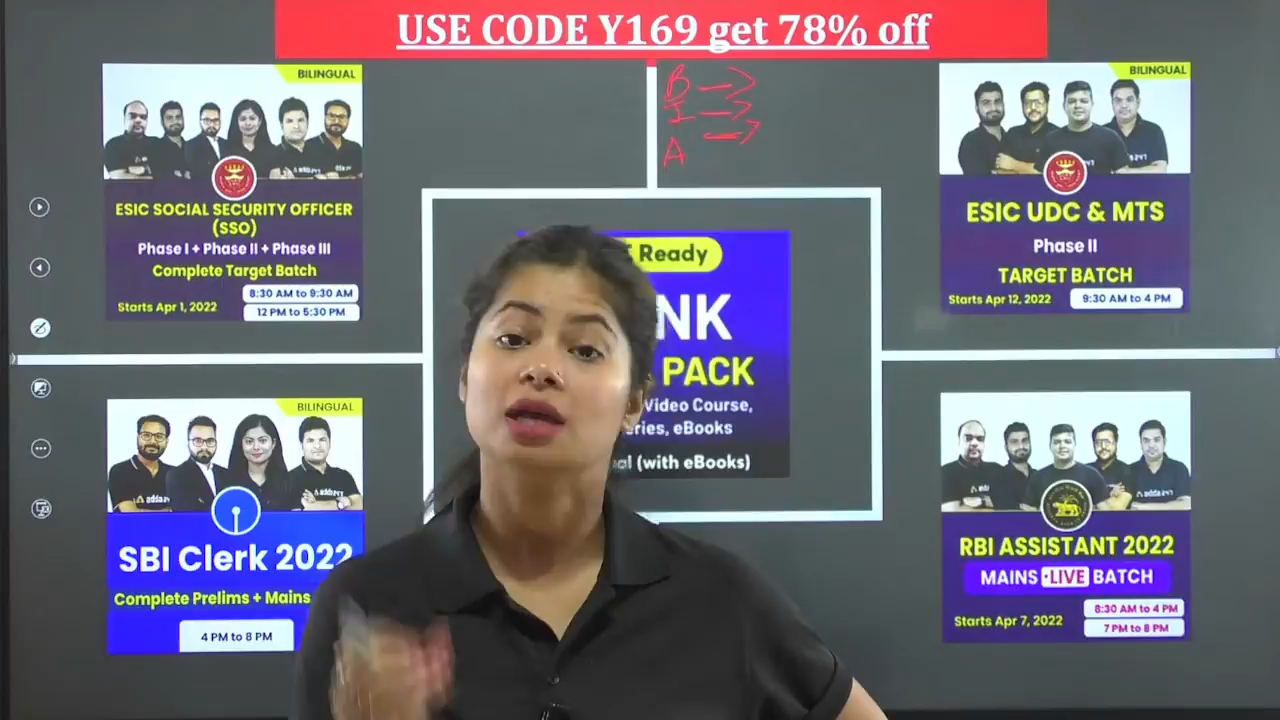 USE CODE Y169 get 78% off
B
I
A
BILINGUAL
ESIC SOCIAL SECURITY OFFICER
(SSO)
Phase I + Phase II + Phase III
Complete Target Batch
Starts Apr 1, 2022
8:30 AM to 9:30 AM
12 PM to 5:30 PM
BILINGUAL
ESIC UDC & MTS
Phase II
TARGET BATCH
Starts Apr 12, 2022
9:30 AM to 4 PM
Ready
NK
PACK
Video Course,
eries, eBooks
(with eBooks)
BILINGUAL
adda247
SBI Clerk 2022
Complete Prelims + Mains
4 PM to 8 PM
adda247
RBI ASSISTANT 2022
MAINS LIVE BATCH
Starts Apr 7, 2022
8:30 AM to 4 PM
7 PM to 8 PM